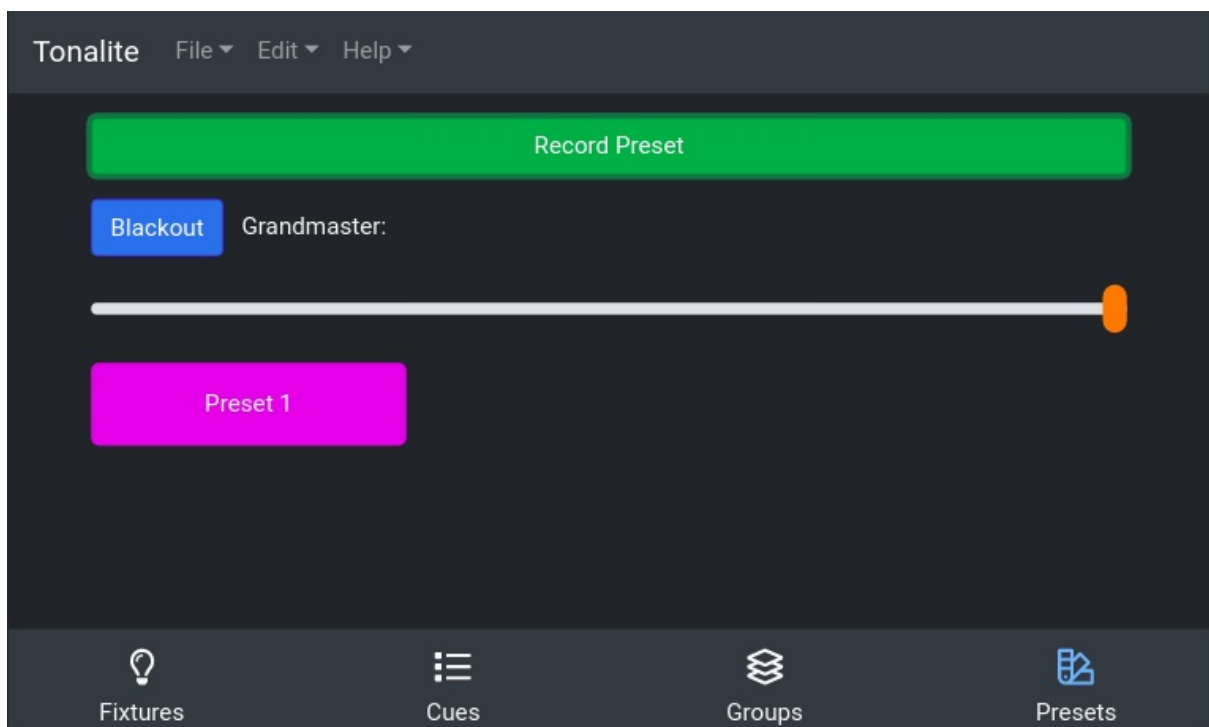 Tonalite File Edit Help
Record Preset
Blackout Grandmaster:
Preset 1
Fixtures Cues Groups Presets